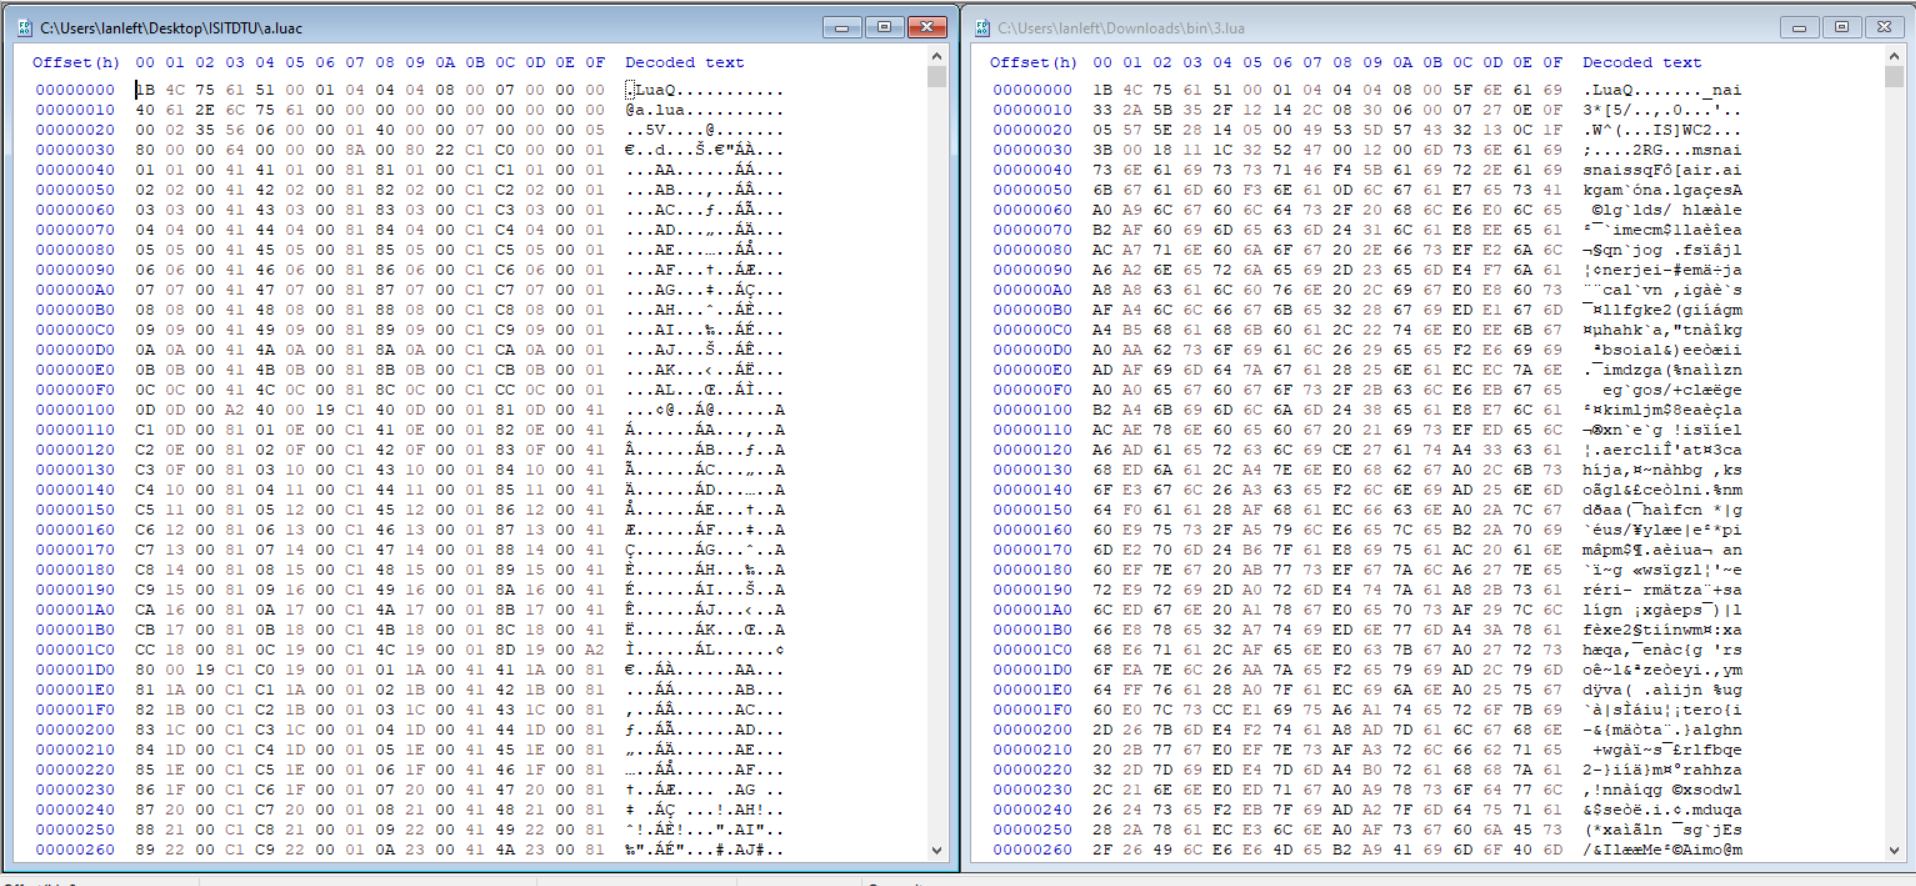 C:\Users\lanleft\Desktop\ISITDTU\a.luac
Offset(h) 00 01 02 03 04 05 06 07 08 09 0A 0B 0C 0D 0E 0F Decoded text
00000000 1B 4C 75 61 51 00 01 04 04 04 08 00 07 00 00 00 .LuaQ...........
00000010 40 61 2E 6C 75 61 00 00 00 00 00 00 00 00 00 00 @a.lua..........
00000020 00 02 35 56 06 00 00 01 40 00 00 07 00 00 00 05 ..5V....@.......
00000030 80 00 00 64 00 00 00 8A 00 80 22 C1 C0 00 00 01 €..d...Š.€"ÁÀ...
00000040 01 01 00 41 41 01 00 81 81 01 00 C1 C1 01 00 01 ...AA......ÁÁ...
00000050 02 02 00 41 42 02 00 81 82 02 00 C1 C2 02 00 01 ...AB...‚..ÁÂ...
00000060 03 03 00 41 43 03 00 81 83 03 00 C1 C3 03 00 01 ...AC...ƒ..ÁÃ...
00000070 04 04 00 41 44 04 00 81 84 04 00 C1 C4 04 00 01 ...AD...„..ÁÄ...
00000080 05 05 00 41 45 05 00 81 85 05 00 C1 C5 05 00 01 ...AE...…..ÁÅ...
00000090 06 06 00 41 46 06 00 81 86 06 00 C1 C6 06 00 01 ...AF...†..ÁÆ...
000000A0 07 07 00 41 47 07 00 81 87 07 00 C1 C7 07 00 01 ...AG...‡..ÁÇ...
000000B0 08 08 00 41 48 08 00 81 88 08 00 C1 C8 08 00 01 ...AH...ˆ..ÁÈ...
000000C0 09 09 00 41 49 09 00 81 89 09 00 C1 C9 09 00 01 ...AI...‰..ÁÉ...
000000D0 0A 0A 00 41 4A 0A 00 81 8A 0A 00 C1 CA 0A 00 01 ...AJ...Š..ÁÊ...
000000E0 0B 0B 00 41 4B 0B 00 81 8B 0B 00 C1 CB 0B 00 01 ...AK...‹..ÁË...
000000F0 0C 0C 00 41 4C 0C 00 81 8C 0C 00 C1 CC 0C 00 01 ...AL...Œ..ÁÌ...
00000100 0D 0D 00 A2 40 00 19 C1 40 0D 00 01 81 0D 00 41 ...¢@..Á@......A
00000110 C1 0D 00 81 01 0E 00 C1 41 0E 00 01 82 0E 00 41 Á......ÁA...‚..A
00000120 C2 0E 00 81 02 0F 00 C1 42 0F 00 01 83 0F 00 41 Â......ÁB...ƒ..A
00000130 C3 0F 00 81 03 10 00 C1 43 10 00 01 84 10 00 41 Ã......ÁC...„..A
00000140 C4 10 00 81 04 11 00 C1 44 11 00 01 85 11 00 41 Ä......ÁD...…..A
00000150 C5 11 00 81 05 12 00 C1 45 12 00 01 86 12 00 41 Å......ÁE...†..A
00000160 C6 12 00 81 06 13 00 C1 46 13 00 01 87 13 00 41 Æ......ÁF...‡..A
00000170 C7 13 00 81 07 14 00 C1 47 14 00 01 88 14 00 41 Ç......ÁG...ˆ..A
00000180 C8 14 00 81 08 15 00 C1 48 15 00 01 89 15 00 41 È......ÁH...‰..A
00000190 C9 15 00 81 09 16 00 C1 49 16 00 01 8A 16 00 41 É......ÁI...Š..A
000001A0 CA 16 00 81 0A 17 00 C1 4A 17 00 01 8B 17 00 41 Ê......ÁJ...‹..A
000001B0 CB 17 00 81 0B 18 00 C1 4B 18 00 01 8C 18 00 41 Ë......ÁK...Œ..A
000001C0 CC 18 00 81 0C 19 00 C1 4C 19 00 01 8D 19 00 A2 Ì......ÁL......¢
000001D0 80 00 19 C1 C0 19 00 01 01 1A 00 41 41 1A 00 81 €..ÁÀ......AA...
000001E0 81 1A 00 C1 C1 1A 00 01 02 1B 00 41 42 1B 00 81 ...ÁÁ......AB...
000001F0 82 1B 00 C1 C2 1B 00 01 03 1C 00 41 43 1C 00 81 ‚..ÁÂ......AC...
00000200 83 1C 00 C1 C3 1C 00 01 04 1D 00 41 44 1D 00 81 ƒ..ÁÃ......AD...
00000210 84 1D 00 C1 C4 1D 00 01 05 1E 00 41 45 1E 00 81 „..ÁÄ......AE...
00000220 85 1E 00 C1 C5 1E 00 01 06 1F 00 41 46 1F 00 81 …..ÁÅ......AF...
00000230 86 1F 00 C1 C6 1F 00 01 07 20 00 41 47 20 00 81 †..ÁÆ.... .AG ..
00000240 87 20 00 C1 C7 20 00 01 08 21 00 41 48 21 00 81 ‡ .ÁÇ ...!.AH!..
00000250 88 21 00 C1 C8 21 00 01 09 22 00 41 49 22 00 81 ˆ!.ÁÈ!...".AI"..
00000260 89 22 00 C1 C9 22 00 01 0A 23 00 41 4A 23 00 81 ‰".ÁÉ"...#.AJ#..
C:\Users\lanleft\Downloads\bin\3.lua
Offset(h) 00 01 02 03 04 05 06 07 08 09 0A 0B 0C 0D 0E 0F Decoded text
00000000 1B 4C 75 61 51 00 01 04 04 04 08 00 5F 6E 61 69 .LuaQ......._nai
00000010 33 2A 5B 35 2F 12 14 2C 08 30 06 00 07 27 0E 0F 3*[5/..,.0...'..
00000020 05 57 5E 28 14 05 00 49 53 5D 57 43 32 13 0C 1F .W^(...IS]WC2...
00000030 3B 00 18 11 1C 32 52 47 00 12 00 6D 73 6E 61 69 ;....2RG...msnai
00000040 73 6E 61 69 73 73 71 46 F4 5B 61 69 72 2E 61 69 snaissqFô[air.ai
00000050 6B 67 61 6D 60 F3 6E 61 0D 6C 67 61 E7 65 73 41 kgam`óna.lgaçesA
00000060 A0 A9 6C 67 60 6C 64 73 2F 20 68 6C E6 E0 6C 65  ©lg`lds/ hlæàle
00000070 B2 AF 60 69 6D 65 63 6D 24 31 6C 61 E8 EE 65 61 ²¯`imecm$1laèîea
00000080 AC A7 71 6E 60 6A 6F 67 20 2E 66 73 EF E2 6A 6C ¬§qn`jog .fsïâjl
00000090 A6 A2 6E 65 72 6A 65 69 2D 23 65 6D E4 F7 6A 61 ¦¢nerjei-#emä÷ja
000000A0 A8 A8 63 61 6C 60 76 6E 20 2C 69 67 E0 E8 60 73 ¨¨cal`vn ,igàè`s
000000B0 AF A4 6C 6C 66 67 6B 65 32 28 67 69 ED E1 67 6D ¯¤llfgke2(giíágm
000000C0 A4 B5 68 61 68 6B 60 61 2C 22 74 6E E0 EE 6B 67 ¤µhahk`a,"tnàîkg
000000D0 A0 AA 62 73 6F 69 61 6C 26 29 65 65 F2 E6 69 69  ªbsoial&)eeòæii
000000E0 AD AF 69 6D 64 7A 67 61 28 25 6E 61 EC EC 7A 6E .¯imdzga(%naììzn
000000F0 A0 A0 65 67 60 67 6F 73 2F 2B 63 6C E6 EB 67 65   eg`gos/+clæëge
00000100 B2 A4 6B 69 6D 6C 6A 6D 24 38 65 61 E8 E7 6C 61 ²¤kimljm$8eaèçla
00000110 AC AE 78 6E 60 65 60 67 20 21 69 73 EF ED 65 6C ¬®xn`e`g !isïíel
00000120 A6 AD 61 65 72 63 6C 69 CE 27 61 74 A4 33 63 61 ¦.aercliÎ'at¤3ca
00000130 68 ED 6A 61 2C A4 7E 6E E0 68 62 67 A0 2C 6B 73 híja,¤~nàhbg ,ks
00000140 6F E3 67 6C 26 A3 63 65 F2 6C 6E 69 AD 25 6E 6D oãgl&£ceòlni.%nm
00000150 64 F0 61 61 28 AF 68 61 EC 66 63 6E A0 2A 7C 67 dðaa(¯haìfcn *|g
00000160 60 E9 75 73 2F A5 79 6C E6 65 7C 65 B2 2A 70 69 `éus/¥ylæe|e²*pi
00000170 6D E2 70 6D 24 B6 7F 61 E8 69 75 61 AC 20 61 6E mâpm$¶.aèiua¬ an
00000180 60 EF 7E 67 20 AB 77 73 EF 67 7A 6C A6 27 7E 65 `ï~g «wsïgzl¦'~e
00000190 72 E9 72 69 2D A0 72 6D E4 74 7A 61 A8 2B 73 61 réri- rmätza¨+sa
000001A0 6C ED 67 6E 20 A1 78 67 E0 65 70 73 AF 29 7C 6C lígn ¡xgàeps¯)|l
000001B0 66 E8 78 65 32 A7 74 69 ED 6E 77 6D A4 3A 78 61 fèxe2§tiínwm¤:xa
000001C0 68 E6 71 61 2C AF 65 6E E0 63 7B 67 A0 27 72 73 hæqa,¯enàc{g 'rs
000001D0 6F EA 7E 6C 26 AA 7A 65 F2 65 79 69 AD 2C 79 6D oê~l&ªzeòeyi.,ym
000001E0 64 FF 76 61 28 A0 7F 61 EC 69 6A 6E A0 25 75 67 dÿva( .aìijn %ug
000001F0 60 E0 7C 73 CC E1 69 75 A6 A1 74 65 72 6F 7B 69 `à|sÌáiu¦¡tero{i
00000200 2D 26 7B 6D E4 F2 74 61 A8 AD 7D 61 6C 67 68 6E -&{mäòta¨.}alghn
00000210 20 2B 77 67 E0 EF 7E 73 AF A3 72 6C 66 62 71 65  +wgàï~s¯£rlfbqe
00000220 32 2D 7D 69 ED E4 7D 6D A4 B0 72 61 68 68 7A 61 2-}iíä}m¤°rahhza
00000230 2C 21 6E 6E E0 ED 71 67 A0 A9 78 73 6F 64 77 6C ,!nnàíqg ©xsodwl
00000240 26 24 73 65 F2 EB 7F 69 AD A2 7F 6D 64 75 71 61 &$seòë.i.¢.mduqa
00000250 28 2A 78 61 EC E3 6C 6E A0 AF 73 67 60 6A 45 73 (*xaìãln ¯sg`jEs
00000260 2F 26 49 6C E6 E6 4D 65 B2 A9 41 69 6D 6F 40 6D /&IlææMe²©Aimo@m